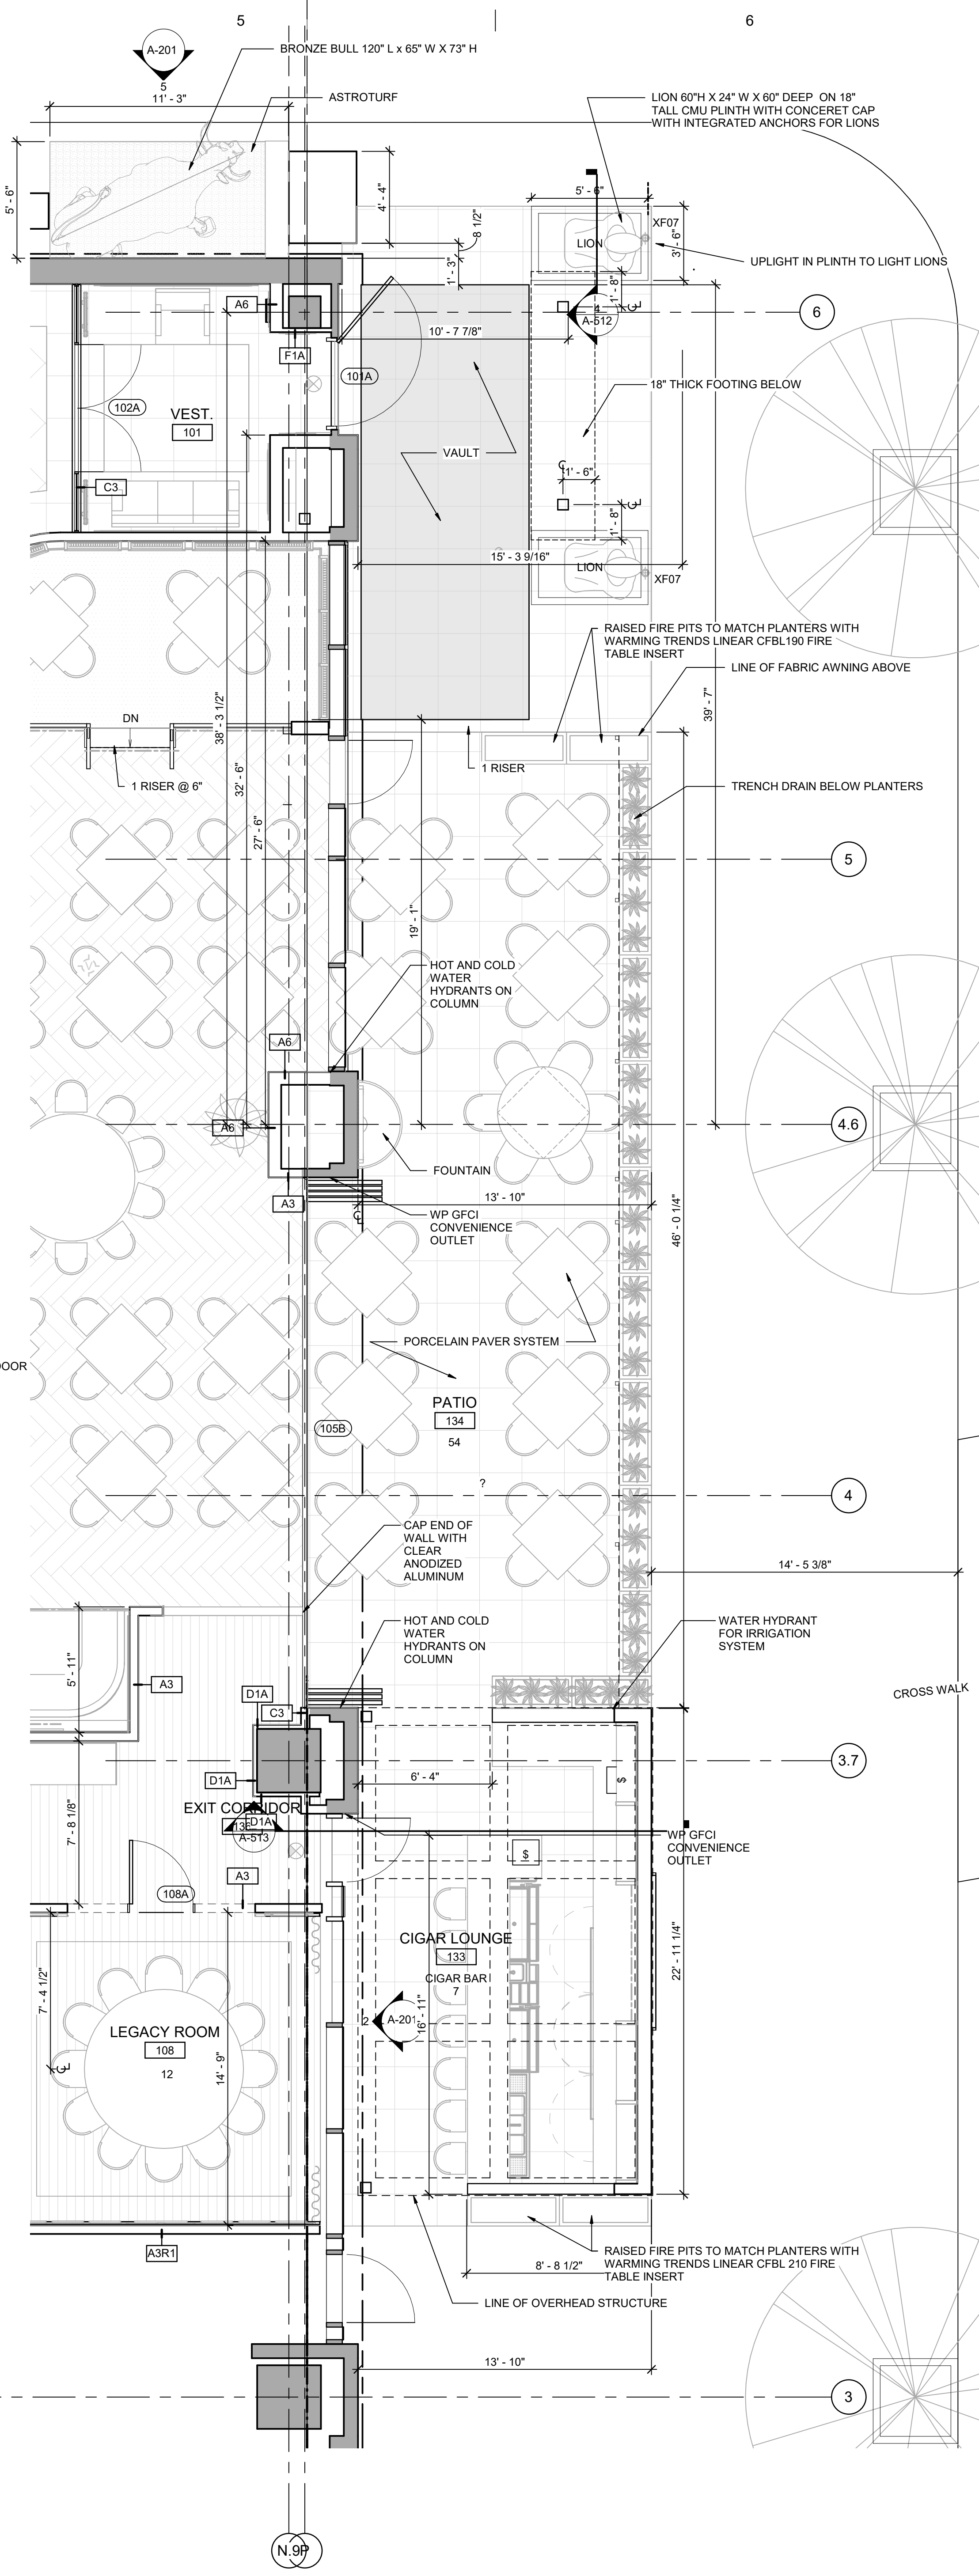 5
6
A-201
5
BRONZE BULL 120" L x 65" W X 73" H
11' - 3"
ASTROTURF
LION 60"H X 24" W X 60" DEEP ON 18"
TALL CMU PLINTH WITH CONCERET CAP
WITH INTEGRATED ANCHORS FOR LIONS
5' - 6"
4' - 4"
8 1/2"
1' - 3"
5' - 6"
XF07
3' - 6"
LION
UPLIGHT IN PLINTH TO LIGHT LIONS
1' - 8"
A6
4
A-512
6
10' - 7 7/8"
F1A
101A
102A
VEST.
101
18" THICK FOOTING BELOW
VAULT
C3
1' - 6"
1' - 8"
15' - 3 9/16"
LION
XF07
RAISED FIRE PITS TO MATCH PLANTERS WITH
WARMING TRENDS LINEAR CFBL190 FIRE
TABLE INSERT
LINE OF FABRIC AWNING ABOVE
39' - 7"
DN
38' - 3 1/2"
32' - 6"
27' - 6"
1 RISER @ 6"
1 RISER
TRENCH DRAIN BELOW PLANTERS
5
19' - 1"
HOT AND COLD
WATER
HYDRANTS ON
COLUMN
A6
A6
4.6
FOUNTAIN
A3
13' - 10"
WP GFCI
CONVENIENCE
OUTLET
46' - 0 1/4"
PORCELAIN PAVER SYSTEM
OOR
PATIO
134
54
105B
?
4
CAP END OF
WALL WITH
CLEAR
ANODIZED
ALUMINUM
14' - 5 3/8"
HOT AND COLD
WATER
HYDRANTS ON
COLUMN
WATER HYDRANT
FOR IRRIGATION
SYSTEM
5' - 11"
A3
D1A
C3
CROSS WALK
3.7
D1A
6' - 4"
$
EXIT CORRIDOR
136
D1A
A-513
7' - 8 1/8"
WP GFCI
CONVENIENCE
OUTLET
$
A3
108A
CIGAR LOUNGE
133
CIGAR BAR
7
22' - 11 1/4"
7' - 4 1/2"
2
A-201
16' - 11"
LEGACY ROOM
108
12
14' - 9"
A3R1
RAISED FIRE PITS TO MATCH PLANTERS WITH
WARMING TRENDS LINEAR CFBL 210 FIRE
TABLE INSERT
8' - 8 1/2"
LINE OF OVERHEAD STRUCTURE
13' - 10"
3
N.9
P